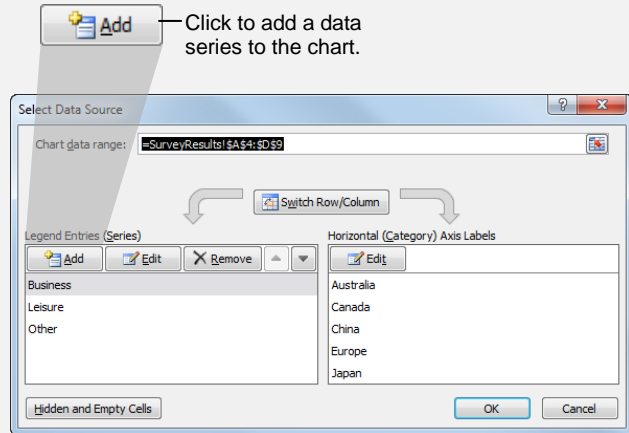 Add
Click to add a data
series to the chart.
Select Data Source
Chart data range: =SurveyResults!$A$4:$D$9
Switch Row/Column
Legend Entries (Series)
Horizontal (Category) Axis Labels
Add Edit Remove
Edit
Business
Leisure
Other
Australia
Canada
China
Europe
Japan
Hidden and Empty Cells
OK
Cancel